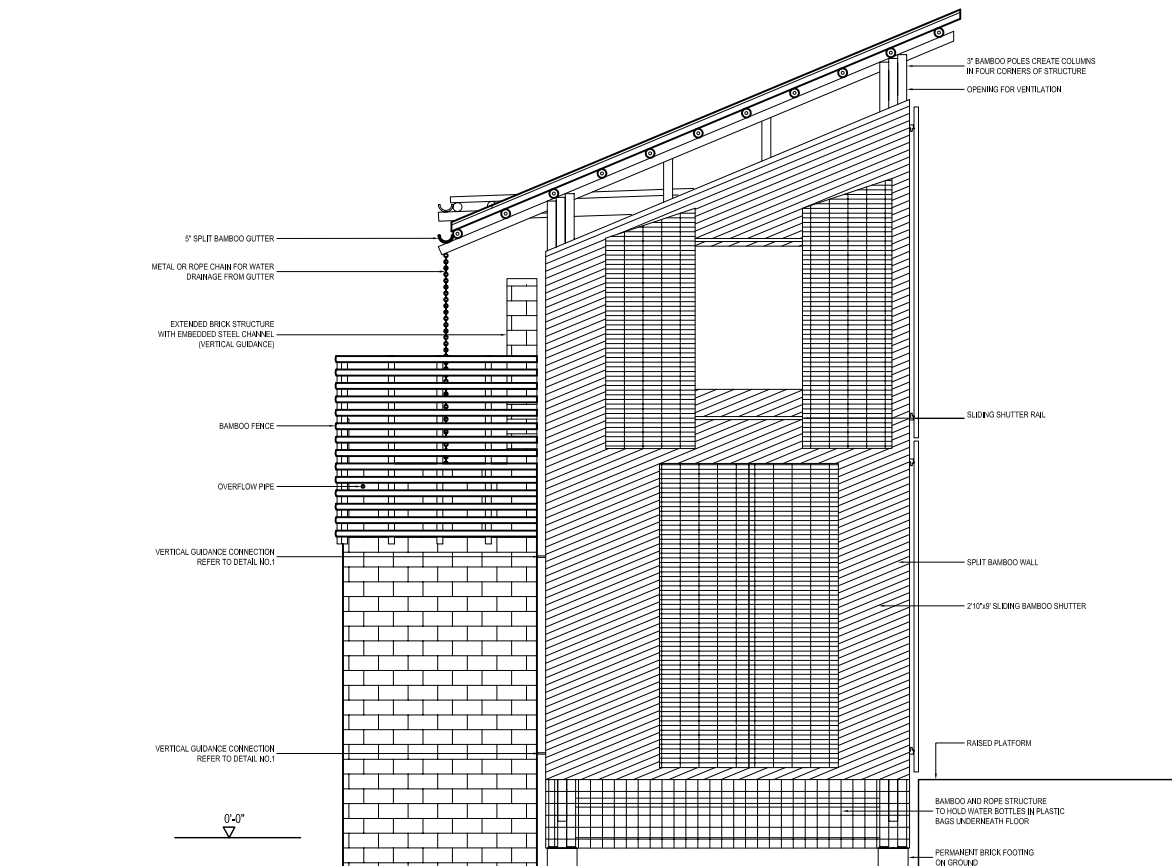 3" BAMBOO POLES CREATE COLUMNS
IN FOUR CORNERS OF STRUCTURE
OPENING FOR VENTILATION
5" SPLIT BAMBOO GUTTER
METAL OR ROPE CHAIN FOR WATER
DRAINAGE FROM GUTTER
EXTENDED BRICK STRUCTURE
WITH EMBEDDED STEEL CHANNEL
(VERTICAL GUIDANCE)
SLIDING SHUTTER RAIL
BAMBOO FENCE
OVERFLOW PIPE
VERTICAL GUIDANCE CONNECTION
REFER TO DETAIL NO.1
SPLIT BAMBOO WALL
2'10"x9' SLIDING BAMBOO SHUTTER
VERTICAL GUIDANCE CONNECTION
REFER TO DETAIL NO.1
RAISED PLATFORM
BAMBOO AND ROPE STRUCTURE
TO HOLD WATER BOTTLES IN PLASTIC
BAGS UNDERNEATH FLOOR
0'-0"
PERMANENT BRICK FOOTING
ON GROUND